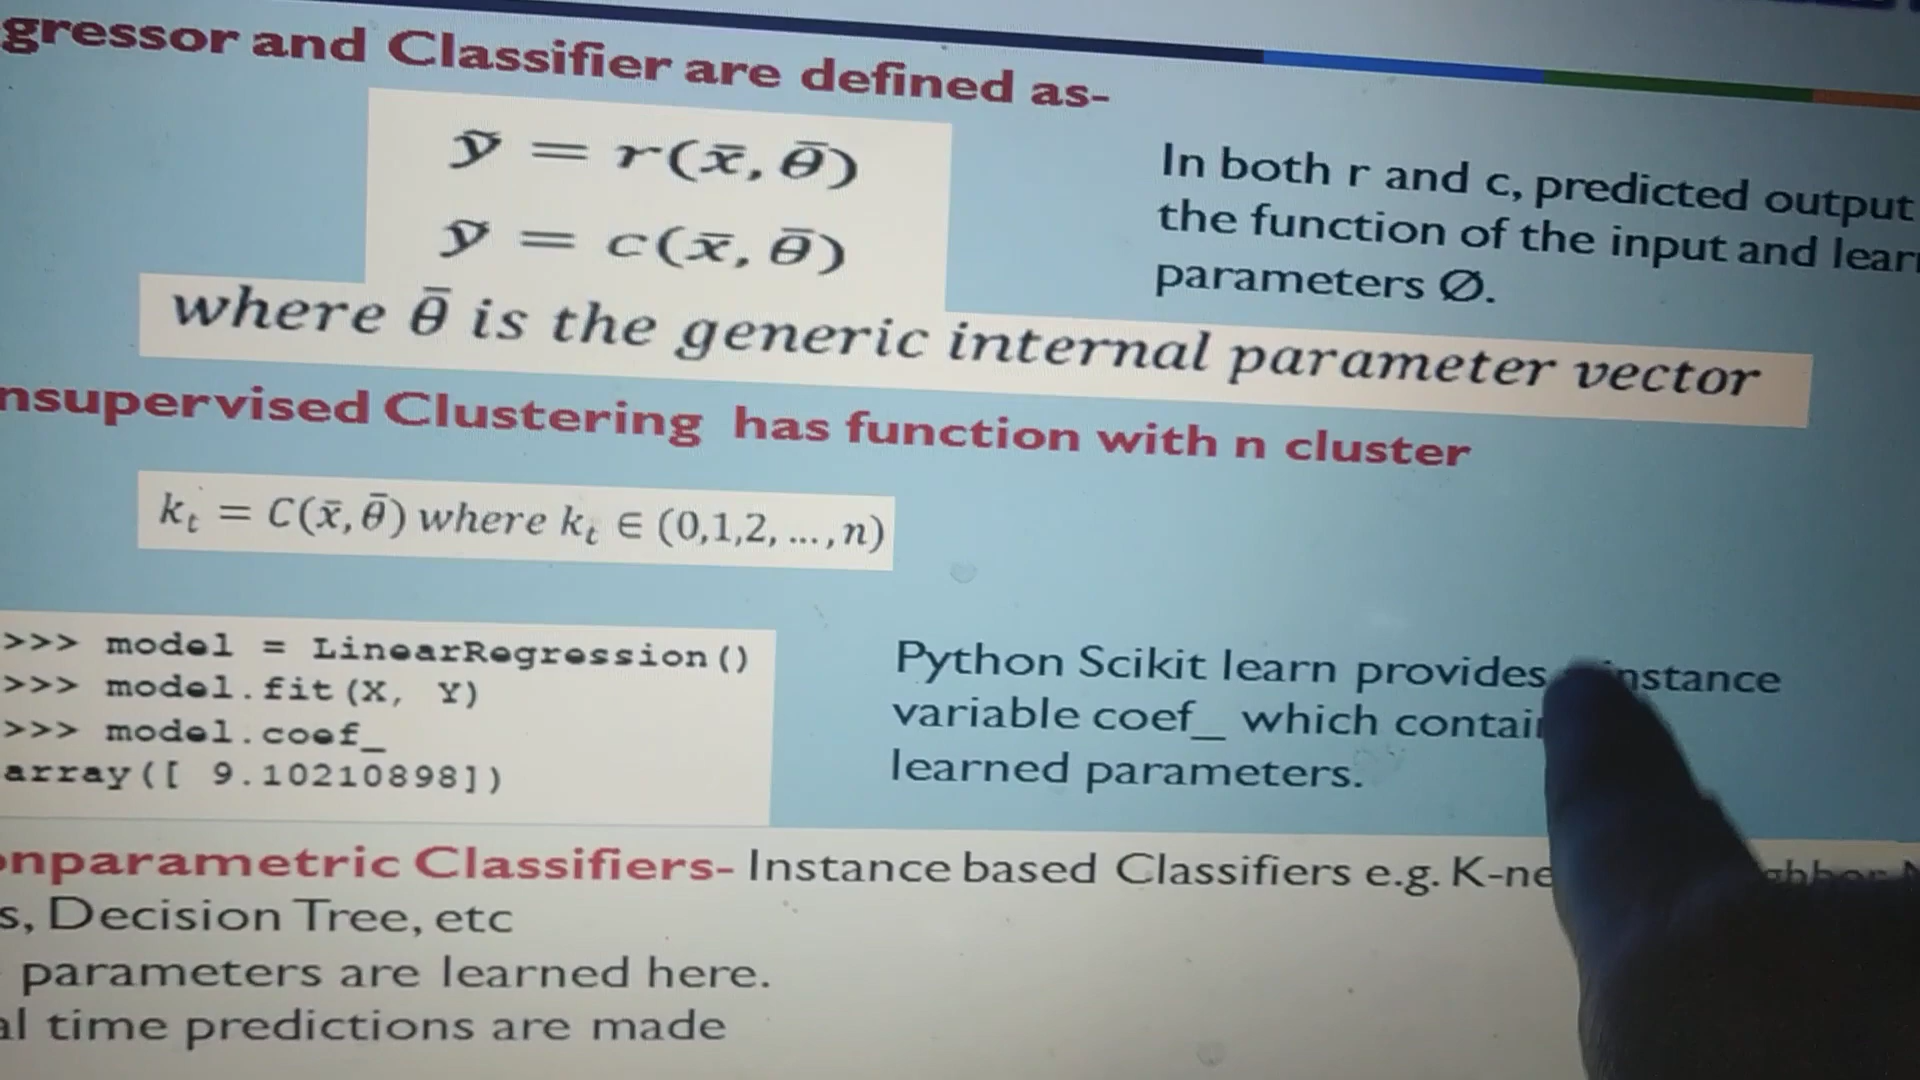 gressor and Classifier are defined as-
ȳ = r(x̄, θ̄)
ȳ = c(x̄, θ̄)
where θ̄ is the generic internal parameter vector
In both r and c, predicted output
the function of the input and lear
parameters Ø.
nsupervised Clustering has function with n cluster
kₜ = C(x̄, θ̄) where kₜ ∈ (0,1,2, ...,n)
>>> model = LinearRegression()
>>> model.fit(X, Y)
>>> model.coef_
array([ 9.10210898])
Python Scikit learn provides instance
variable coef_ which contai
learned parameters.
onparametric Classifiers- Instance based Classifiers e.g. K-ne
s, Decision Tree, etc
parameters are learned here.
al time predictions are made